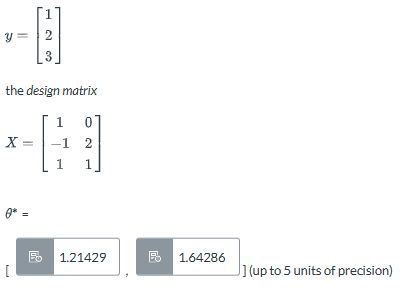 y = [1
2
3]
the design matrix
X = [1 0
-1 2
1 1]
θ* =
[ 1.21429 , 1.64286 ] (up to 5 units of precision)